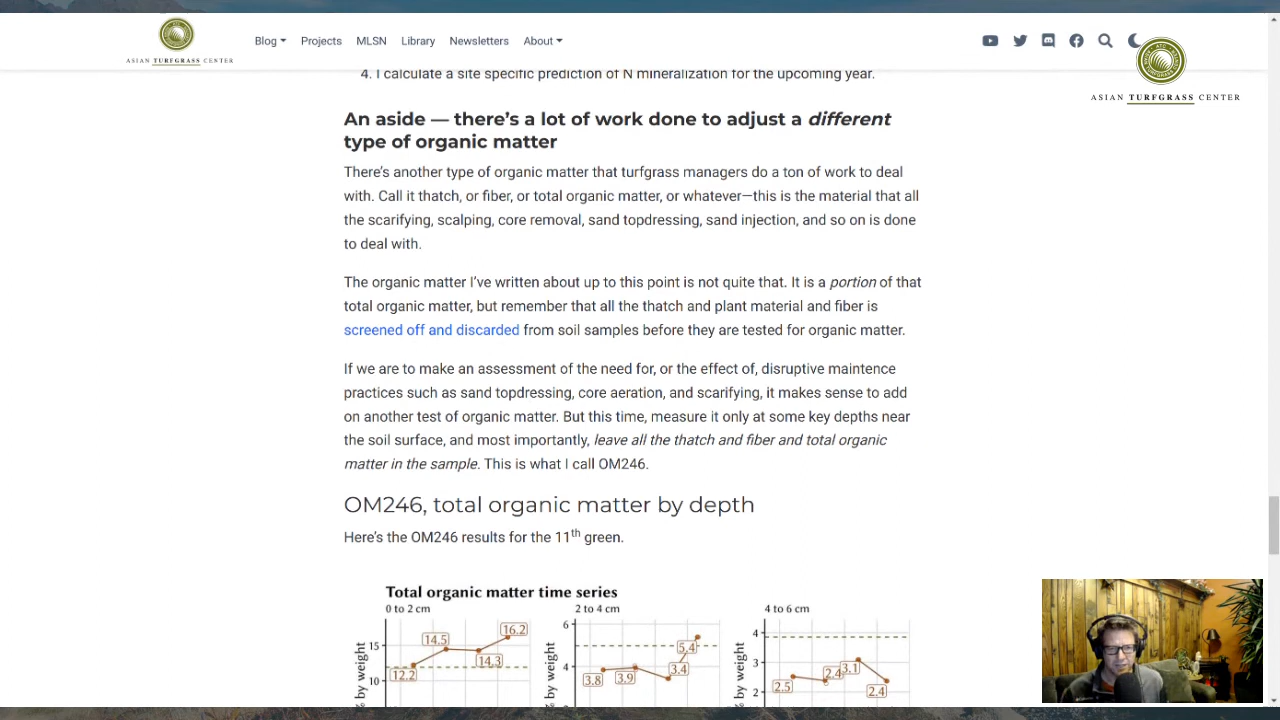 Blog Projects MLSN Library Newsletters About
ASIAN TURFGRASS CENTER
ASIAN TURFGRASS CENTER
4. I calculate a site specific prediction of N mineralization for the upcoming year.
An aside — there's a lot of work done to adjust a different
type of organic matter
There's another type of organic matter that turfgrass managers do a ton of work to deal
with. Call it thatch, or fiber, or total organic matter, or whatever—this is the material that all
the scarifying, scalping, core removal, sand topdressing, sand injection, and so on is done
to deal with.
The organic matter I've written about up to this point is not quite that. It is a portion of that
total organic matter, but remember that all the thatch and plant material and fiber is
screened off and discarded from soil samples before they are tested for organic matter.
If we are to make an assessment of the need for, or the effect of, disruptive maintence
practices such as sand topdressing, core aeration, and scarifying, it makes sense to add
on another test of organic matter. But this time, measure it only at some key depths near
the soil surface, and most importantly, leave all the thatch and fiber and total organic
matter in the sample. This is what I call OM246.
OM246, total organic matter by depth
Here's the OM246 results for the 11th green.
Total organic matter time series
0 to 2 cm 2 to 4 cm 4 to 6 cm
15 10 by weight 12.2 14.5 14.3 16.2
6 4 by weight 3.8 3.9 3.4 5.4
4 3 2 by weight 2.5 2.4 3.1 2.4